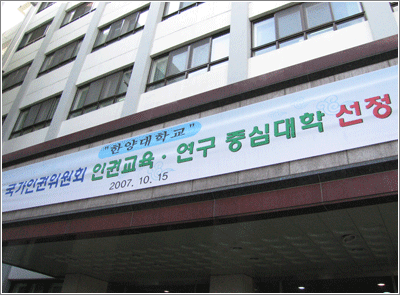 "한양대학교"
국가인권위원회 인권교육·연구 중심대학 선정
2007. 10. 15